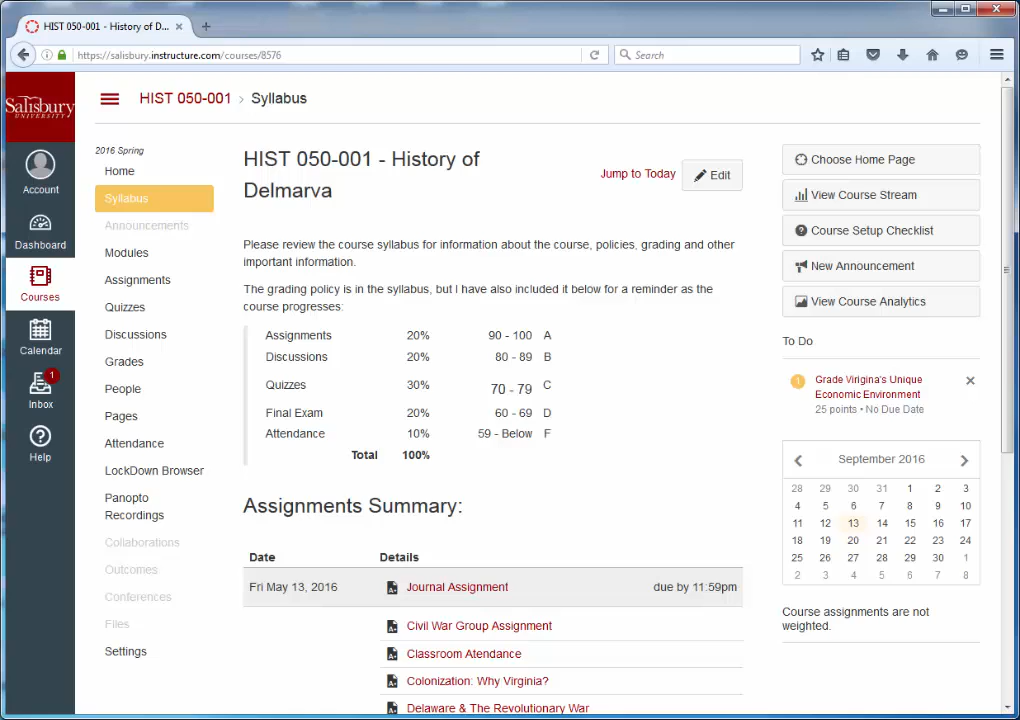 HIST 050-001 - History of D...
https://salisbury.instructure.com/courses/8576
Search
Salisbury
UNIVERSITY
Account
Dashboard
Courses
Calendar
1
Inbox
Help
HIST 050-001 › Syllabus
2016 Spring
Home
Syllabus
Announcements
Modules
Assignments
Quizzes
Discussions
Grades
People
Pages
Attendance
LockDown Browser
Panopto
Recordings
Collaborations
Outcomes
Conferences
Files
Settings
HIST 050-001 - History of
Delmarva
Jump to Today
Edit
Please review the course syllabus for information about the course, policies, grading and other
important information.
The grading policy is in the syllabus, but I have also included it below for a reminder as the
course progresses:
Assignments 20% 90 - 100 A
Discussions 20% 80 - 89 B
Quizzes 30% 70 - 79 C
Final Exam 20% 60 - 69 D
Attendance 10% 59 - Below F
Total 100%
Assignments Summary:
Date Details
Fri May 13, 2016 Journal Assignment due by 11:59pm
Civil War Group Assignment
Classroom Atendance
Colonization: Why Virginia?
Delaware & The Revolutionary War
Choose Home Page
View Course Stream
Course Setup Checklist
New Announcement
View Course Analytics
To Do
1
Grade Virigina's Unique
Economic Environment
25 points • No Due Date
September 2016
28 29 30 31 1 2 3
4 5 6 7 8 9 10
11 12 13 14 15 16 17
18 19 20 21 22 23 24
25 26 27 28 29 30 1
2 3 4 5 6 7 8
Course assignments are not
weighted.